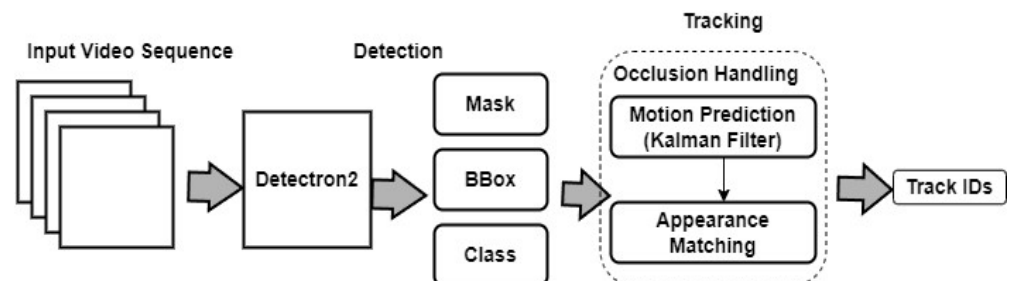 Tracking
Input Video Sequence
Detection
Occlusion Handling
Mask
Motion Prediction
(Kalman Filter)
Detectron2
BBox
Track IDs
Appearance
Matching
Class